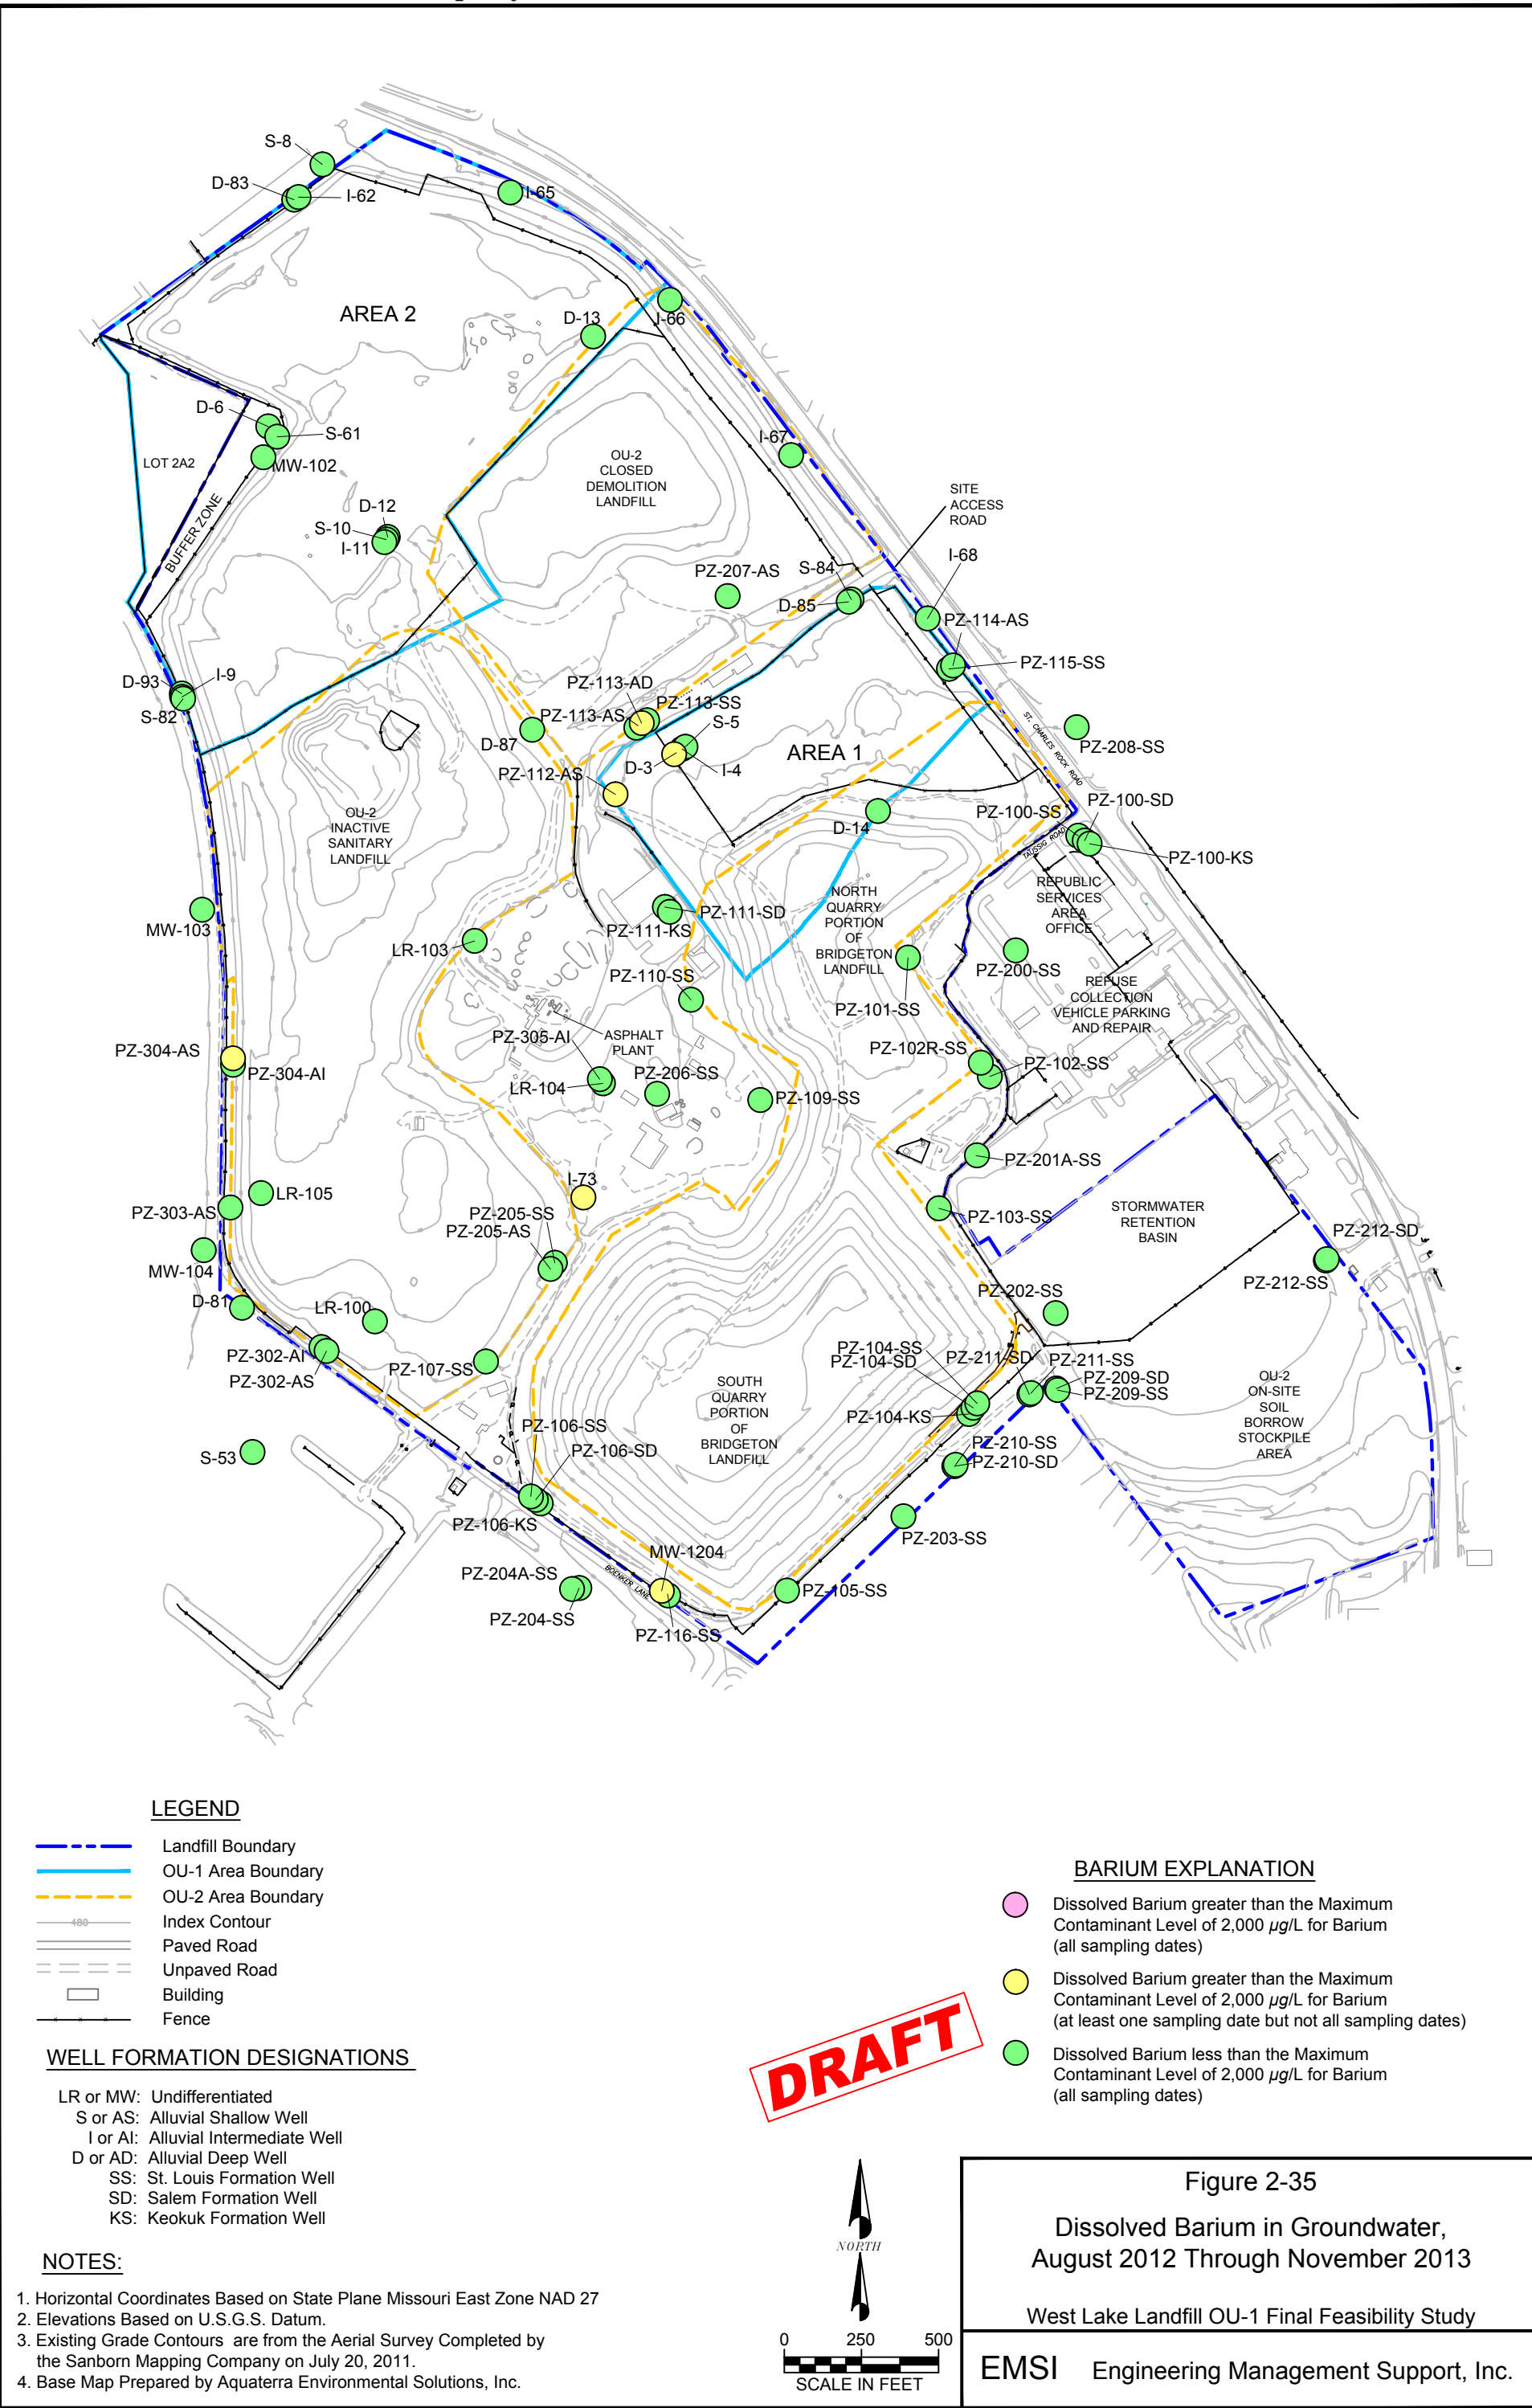 S-8
D-83
I-62
I-65
AREA 2
D-13
I-66
D-6
S-61
LOT 2A2
MW-102
I-67
OU-2
CLOSED
DEMOLITION
LANDFILL
BUFFER ZONE
D-12
S-10
I-11
SITE
ACCESS
ROAD
I-68
PZ-207-AS
S-84
D-85
PZ-114-AS
PZ-115-SS
D-93
I-9
S-82
PZ-113-AD
PZ-113-SS
PZ-113-AS
S-5
D-87
D-3
I-4
AREA 1
ST. CHARLES ROCK ROAD
PZ-208-SS
PZ-112-AS
OU-2
INACTIVE
SANITARY
LANDFILL
D-14
PZ-100-SS
PZ-100-SD
TAUSSIG ROAD
PZ-100-KS
MW-103
PZ-111-SD
PZ-111-KS
NORTH
QUARRY
PORTION
OF
BRIDGETON
LANDFILL
REPUBLIC
SERVICES
AREA
OFFICE
LR-103
PZ-110-SS
PZ-200-SS
PZ-101-SS
REFUSE
COLLECTION
VEHICLE PARKING
AND REPAIR
ASPHALT
PLANT
PZ-305-AI
PZ-304-AS
PZ-304-AI
PZ-102R-SS
PZ-102-SS
LR-104
PZ-206-SS
PZ-109-SS
PZ-201A-SS
I-73
LR-105
PZ-303-AS
PZ-205-SS
PZ-205-AS
PZ-103-SS
STORMWATER
RETENTION
BASIN
PZ-212-SD
PZ-212-SS
MW-104
D-81
LR-100
PZ-202-SS
PZ-302-AI
PZ-302-AS
PZ-107-SS
PZ-104-SS
PZ-104-SD
PZ-211-SD
PZ-211-SS
PZ-209-SD
PZ-209-SS
PZ-104-KS
SOUTH
QUARRY
PORTION
OF
BRIDGETON
LANDFILL
OU-2
ON-SITE
SOIL
BORROW
STOCKPILE
AREA
S-53
PZ-106-SS
PZ-106-SD
PZ-210-SS
PZ-210-SD
PZ-106-KS
PZ-203-SS
MW-1204
PZ-204A-SS
BOENKER LANE
PZ-105-SS
PZ-204-SS
PZ-116-SS
LEGEND
Landfill Boundary
OU-1 Area Boundary
OU-2 Area Boundary
480 Index Contour
Paved Road
Unpaved Road
Building
Fence
WELL FORMATION DESIGNATIONS
LR or MW: Undifferentiated
S or AS: Alluvial Shallow Well
I or AI: Alluvial Intermediate Well
D or AD: Alluvial Deep Well
SS: St. Louis Formation Well
SD: Salem Formation Well
KS: Keokuk Formation Well
NOTES:
1. Horizontal Coordinates Based on State Plane Missouri East Zone NAD 27
2. Elevations Based on U.S.G.S. Datum.
3. Existing Grade Contours are from the Aerial Survey Completed by
the Sanborn Mapping Company on July 20, 2011.
4. Base Map Prepared by Aquaterra Environmental Solutions, Inc.
BARIUM EXPLANATION
Dissolved Barium greater than the Maximum
Contaminant Level of 2,000 µg/L for Barium
(all sampling dates)
Dissolved Barium greater than the Maximum
Contaminant Level of 2,000 µg/L for Barium
(at least one sampling date but not all sampling dates)
Dissolved Barium less than the Maximum
Contaminant Level of 2,000 µg/L for Barium
(all sampling dates)
DRAFT
NORTH
0 250 500
SCALE IN FEET
Figure 2-35
Dissolved Barium in Groundwater,
August 2012 Through November 2013
West Lake Landfill OU-1 Final Feasibility Study
EMSI Engineering Management Support, Inc.